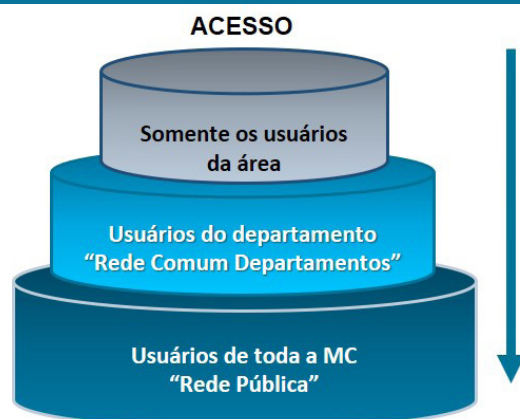 ACESSO
Somente os usuários
da área
Usuários do departamento
“Rede Comum Departamentos”
Usuários de toda a MC
“Rede Pública”